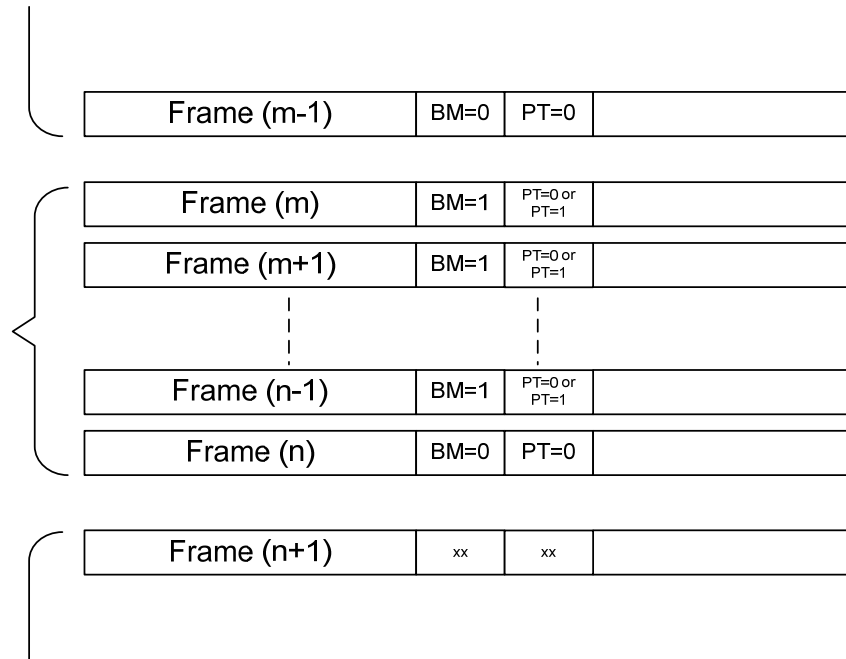 Frame (m-1) BM=0 PT=0
Frame (m) BM=1 PT=0 or
PT=1
Frame (m+1) BM=1 PT=0 or
PT=1
Frame (n-1) BM=1 PT=0 or
PT=1
Frame (n) BM=0 PT=0
Frame (n+1) xx xx